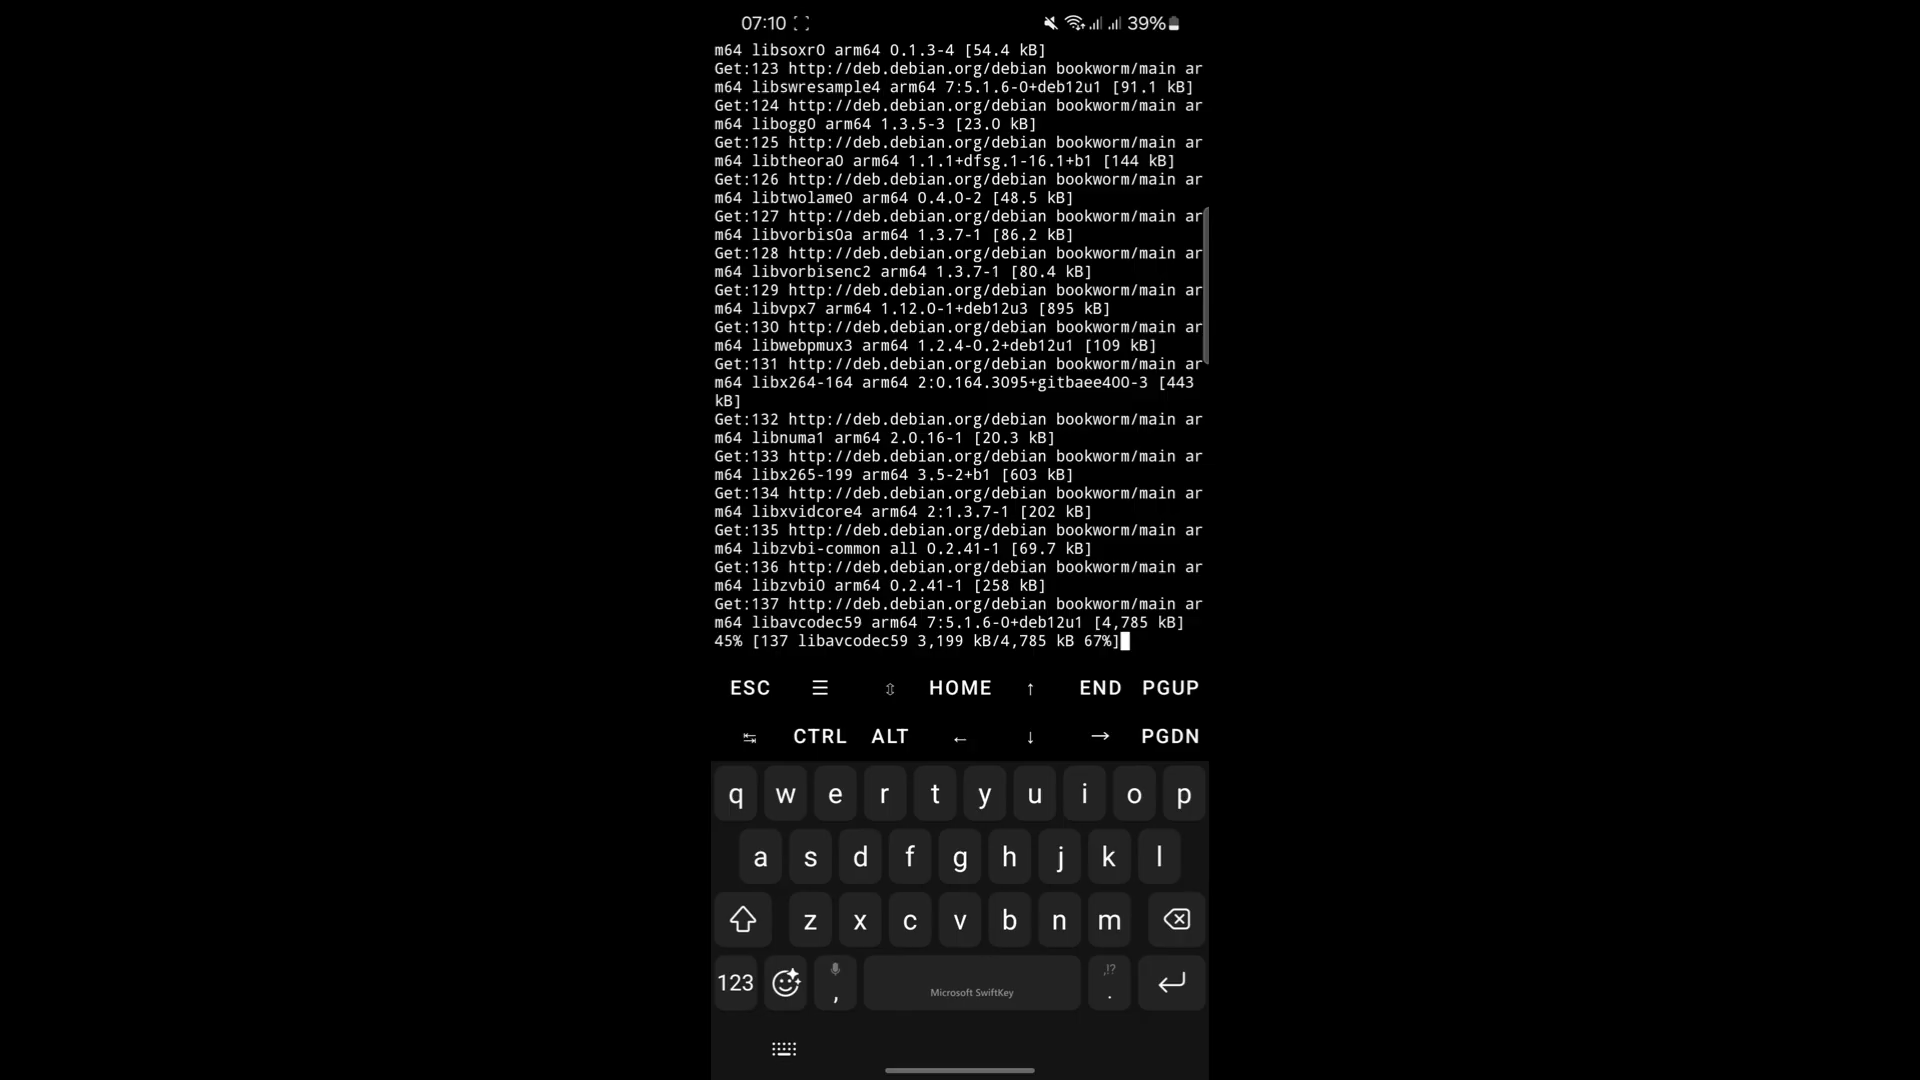 07:10 39%
m64 libsoxr0 arm64 0.1.3-4 [54.4 kB]
Get:123 http://deb.debian.org/debian bookworm/main ar
m64 libswresample4 arm64 7:5.1.6-0+deb12u1 [91.1 kB]
Get:124 http://deb.debian.org/debian bookworm/main ar
m64 libogg0 arm64 1.3.5-3 [23.0 kB]
Get:125 http://deb.debian.org/debian bookworm/main ar
m64 libtheora0 arm64 1.1.1+dfsg.1-16.1+b1 [144 kB]
Get:126 http://deb.debian.org/debian bookworm/main ar
m64 libtwolame0 arm64 0.4.0-2 [48.5 kB]
Get:127 http://deb.debian.org/debian bookworm/main ar
m64 libvorbis0a arm64 1.3.7-1 [86.2 kB]
Get:128 http://deb.debian.org/debian bookworm/main ar
m64 libvorbisenc2 arm64 1.3.7-1 [80.4 kB]
Get:129 http://deb.debian.org/debian bookworm/main ar
m64 libvpx7 arm64 1.12.0-1+deb12u3 [895 kB]
Get:130 http://deb.debian.org/debian bookworm/main ar
m64 libwebpmux3 arm64 1.2.4-0.2+deb12u1 [109 kB]
Get:131 http://deb.debian.org/debian bookworm/main ar
m64 libx264-164 arm64 2:0.164.3095+gitbaee400-3 [443
kB]
Get:132 http://deb.debian.org/debian bookworm/main ar
m64 libnuma1 arm64 2.0.16-1 [20.3 kB]
Get:133 http://deb.debian.org/debian bookworm/main ar
m64 libx265-199 arm64 3.5-2+b1 [603 kB]
Get:134 http://deb.debian.org/debian bookworm/main ar
m64 libxvidcore4 arm64 2:1.3.7-1 [202 kB]
Get:135 http://deb.debian.org/debian bookworm/main ar
m64 libzvbi-common all 0.2.41-1 [69.7 kB]
Get:136 http://deb.debian.org/debian bookworm/main ar
m64 libzvbi0 arm64 0.2.41-1 [258 kB]
Get:137 http://deb.debian.org/debian bookworm/main ar
m64 libavcodec59 arm64 7:5.1.6-0+deb12u1 [4,785 kB]
45% [137 libavcodec59 3,199 kB/4,785 kB 67%]
ESC ☰ ⇳ HOME ↑ END PGUP
↹ CTRL ALT ← ↓ → PGDN
q w e r t y u i o p
a s d f g h j k l
z x c v b n m
123 , Microsoft SwiftKey ,!? .